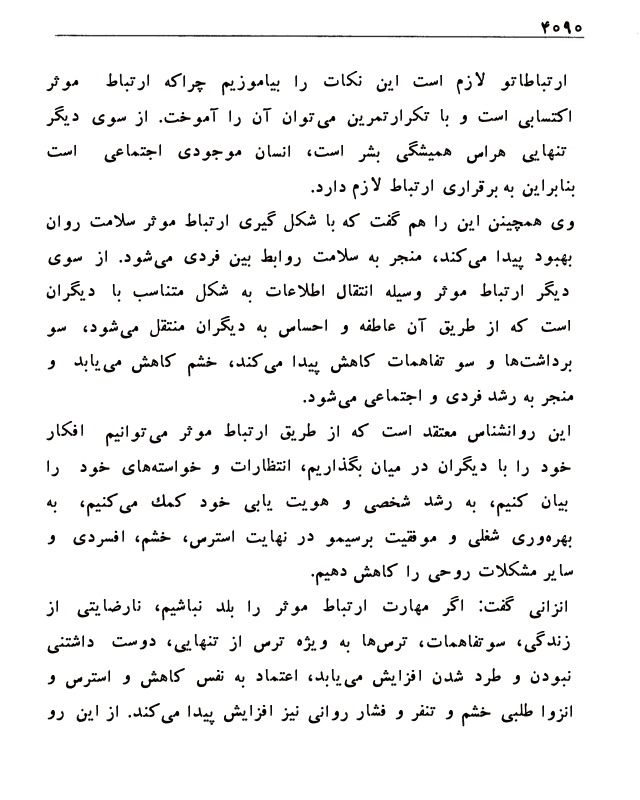 ۴۰۹۰
ارتباطاتو لازم است این نکات را بیاموزیم چراکه ارتباط موثر
اکتسابی است و با تکرارتمرین می‌توان آن را آموخت. از سوی دیگر
تنهایی هراس همیشگی بشر است، انسان موجودی اجتماعی است
بنابراین به برقراری ارتباط لازم دارد.
وی همچینن این را هم گفت که با شکل گیری ارتباط موثر سلامت روان
بهبود پیدا می‌کند، منجر به سلامت روابط بین فردی می‌شود. از سوی
دیگر ارتباط موثر وسیله انتقال اطلاعات به شکل متناسب با دیگران
است که از طریق آن عاطفه و احساس به دیگران منتقل می‌شود، سو
برداشت‌ها و سو تفاهمات کاهش پیدا می‌کند، خشم کاهش می‌یابد و
منجر به رشد فردی و اجتماعی می‌شود.
این روانشناس معتقد است که از طریق ارتباط موثر می‌توانیم افکار
خود را با دیگران در میان بگذاریم، انتظارات و خواسته‌های خود را
بیان کنیم، به رشد شخصی و هویت یابی خود کمك می‌کنیم، به
بهره‌وری شغلی و موفقیت برسیمو در نهایت استرس، خشم، افسردی و
سایر مشکلات روحی را کاهش دهیم.
انزانی گفت: اگر مهارت ارتباط موثر را بلد نباشیم، نارضایتی از
زندگی، سوتفاهمات، ترس‌ها به ویژه ترس از تنهایی، دوست داشتنی
نبودن و طرد شدن افزایش می‌یابد، اعتماد به نفس کاهش و استرس و
انزوا طلبی خشم و تنفر و فشار روانی نیز افزایش پیدا می‌کند. از این رو